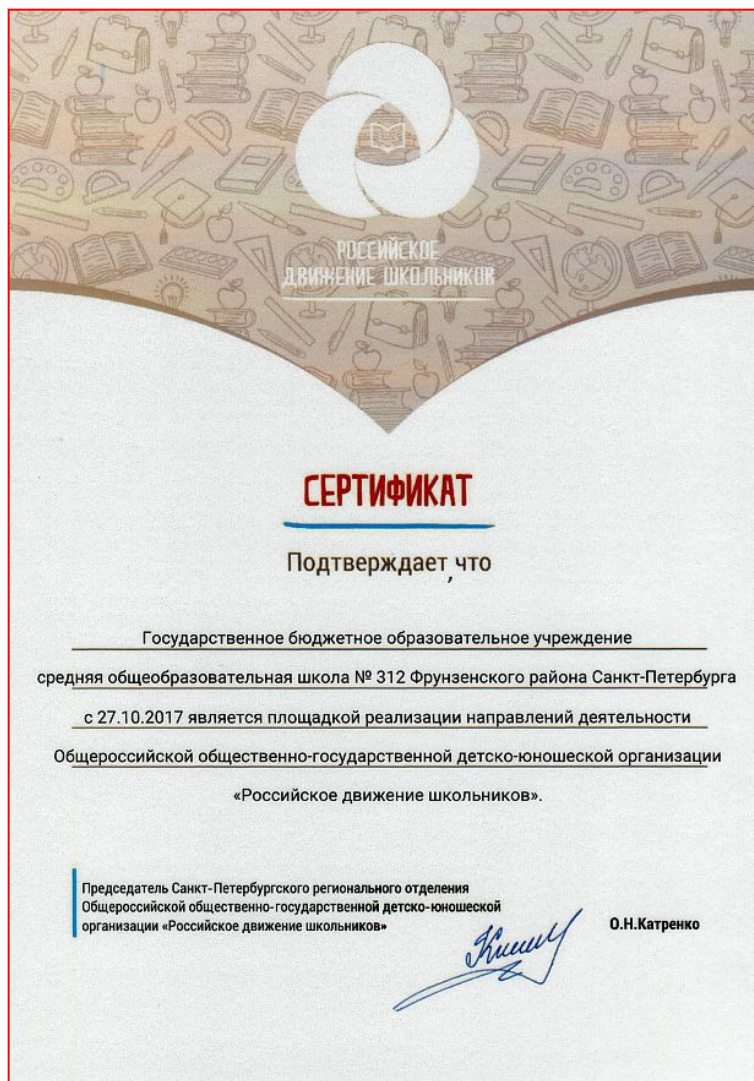 РОССИЙСКОЕ
ДВИЖЕНИЕ ШКОЛЬНИКОВ
СЕРТИФИКАТ
Подтверждает, что
Государственное бюджетное образовательное учреждение
средняя общеобразовательная школа № 312 Фрунзенского района Санкт-Петербурга
с 27.10.2017 является площадкой реализации направлений деятельности
Общероссийской общественно-государственной детско-юношеской организации
«Российское движение школьников».
Председатель Санкт-Петербургского регионального отделения
Общероссийской общественно-государственной детско-юношеской
организации «Российское движение школьников»
О.Н.Катренко